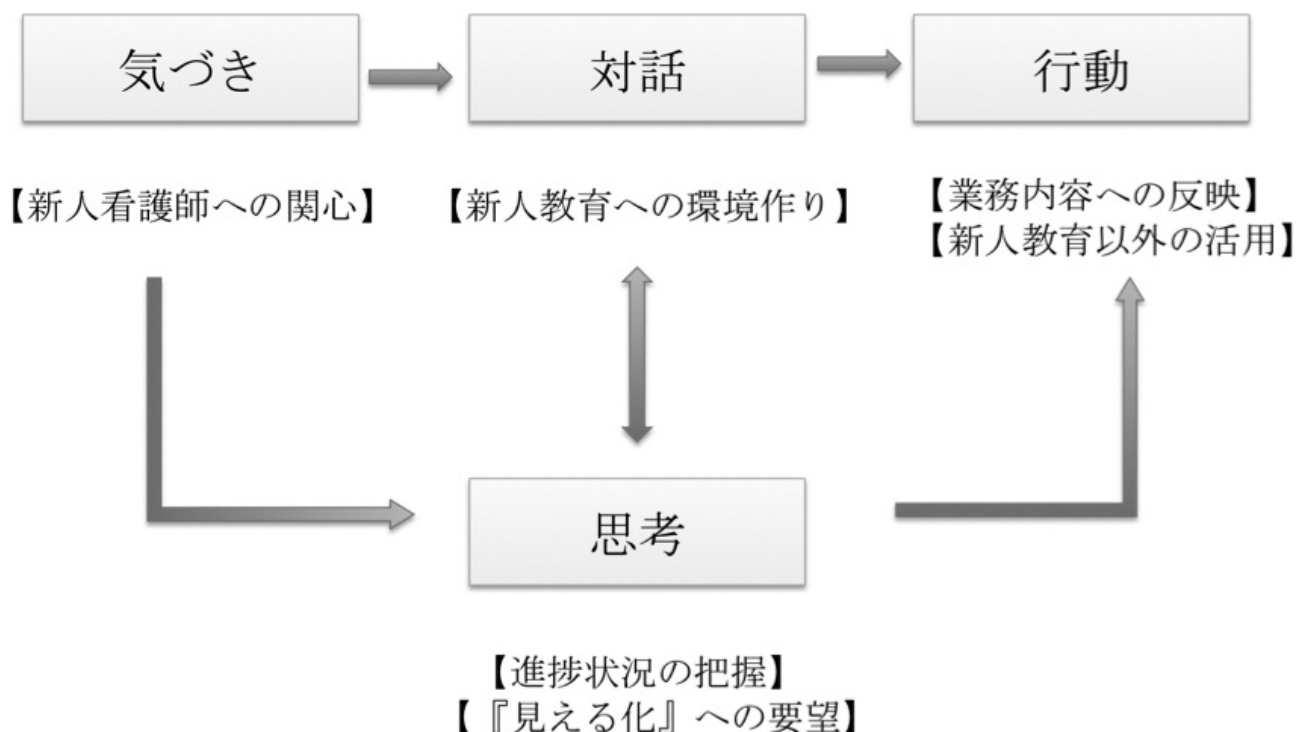 気づき
対話
行動
【新人看護師への関心】
【新人教育への環境作り】
【業務内容への反映】
【新人教育以外の活用】
思考
【進捗状況の把握】
【『見える化』への要望】